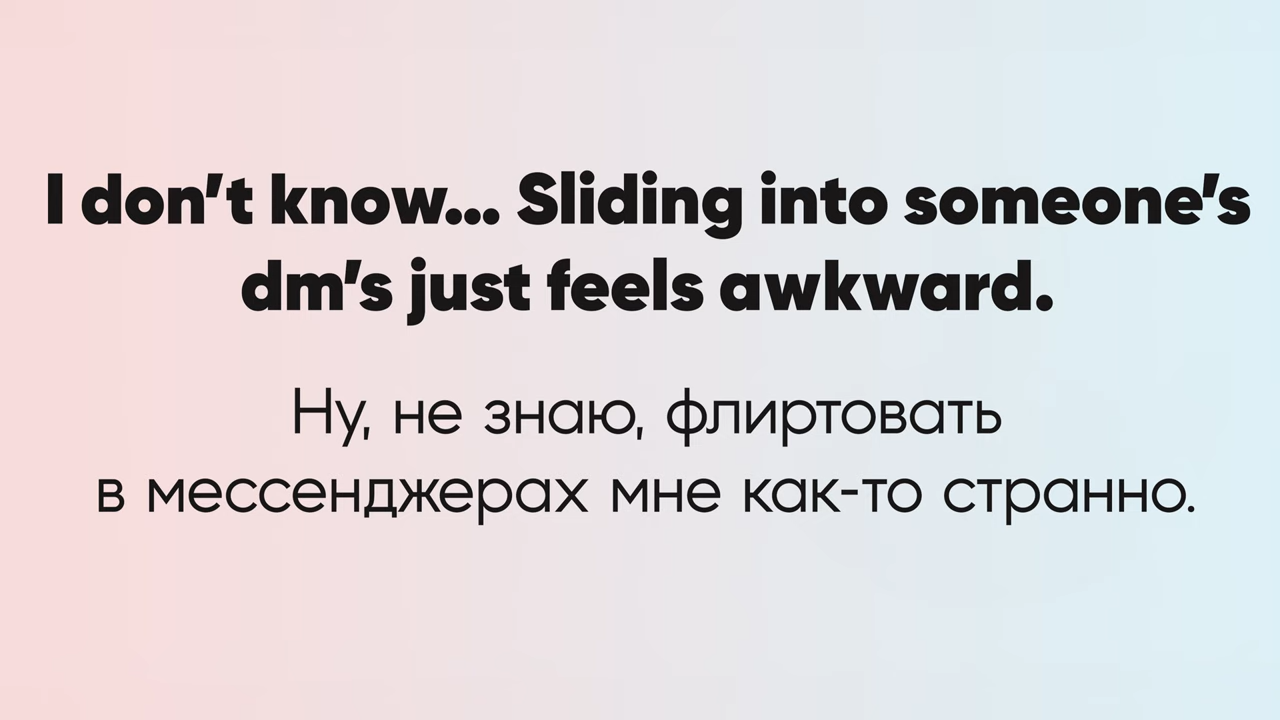 I don’t know... Sliding into someone’s
dm’s just feels awkward.
Ну, не знаю, флиртовать
в мессенджерах мне как-то странно.